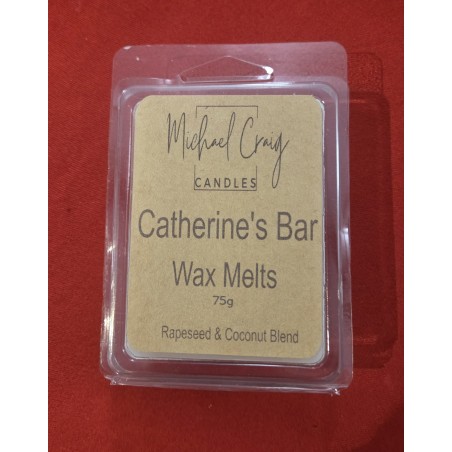 Michael Craig
CANDLES
Catherine's Bar
Wax Melts
75g
Rapeseed & Coconut Blend